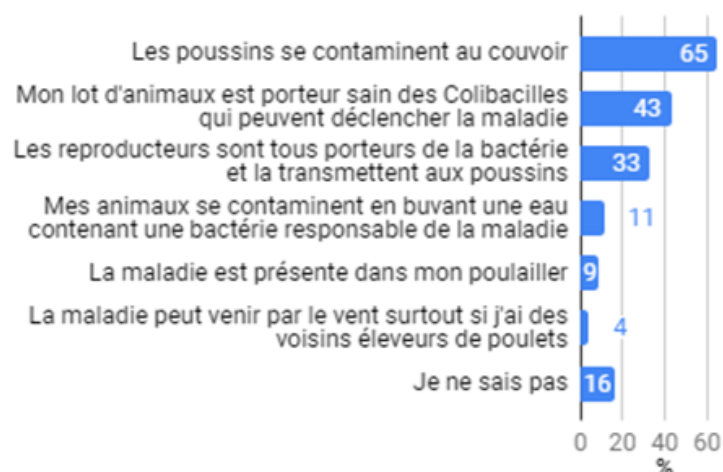 Les poussins se contaminent au couvoir 65
Mon lot d'animaux est porteur sain des Colibacilles
qui peuvent déclencher la maladie 43
Les reproducteurs sont tous porteurs de la bactérie
et la transmettent aux poussins 33
Mes animaux se contaminent en buvant une eau
contenant une bactérie responsable de la maladie 11
La maladie est présente dans mon poulailler 9
La maladie peut venir par le vent surtout si j'ai des
voisins éleveurs de poulets 4
Je ne sais pas 16
0 20 40 60
%